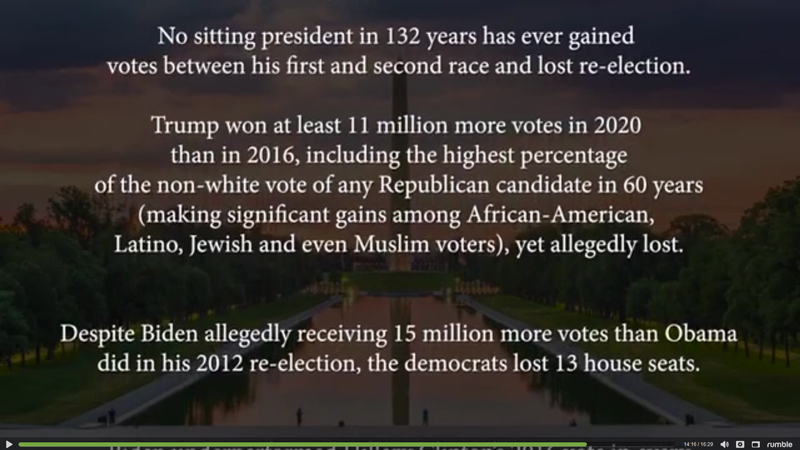 No sitting president in 132 years has ever gained
votes between his first and second race and lost re-election.
Trump won at least 11 million more votes in 2020
than in 2016, including the highest percentage
of the non-white vote of any Republican candidate in 60 years
(making significant gains among African-American,
Latino, Jewish and even Muslim voters), yet allegedly lost.
Despite Biden allegedly receiving 15 million more votes than Obama
did in his 2012 re-election, the democrats lost 13 house seats.
14:16 / 16:29
rumble